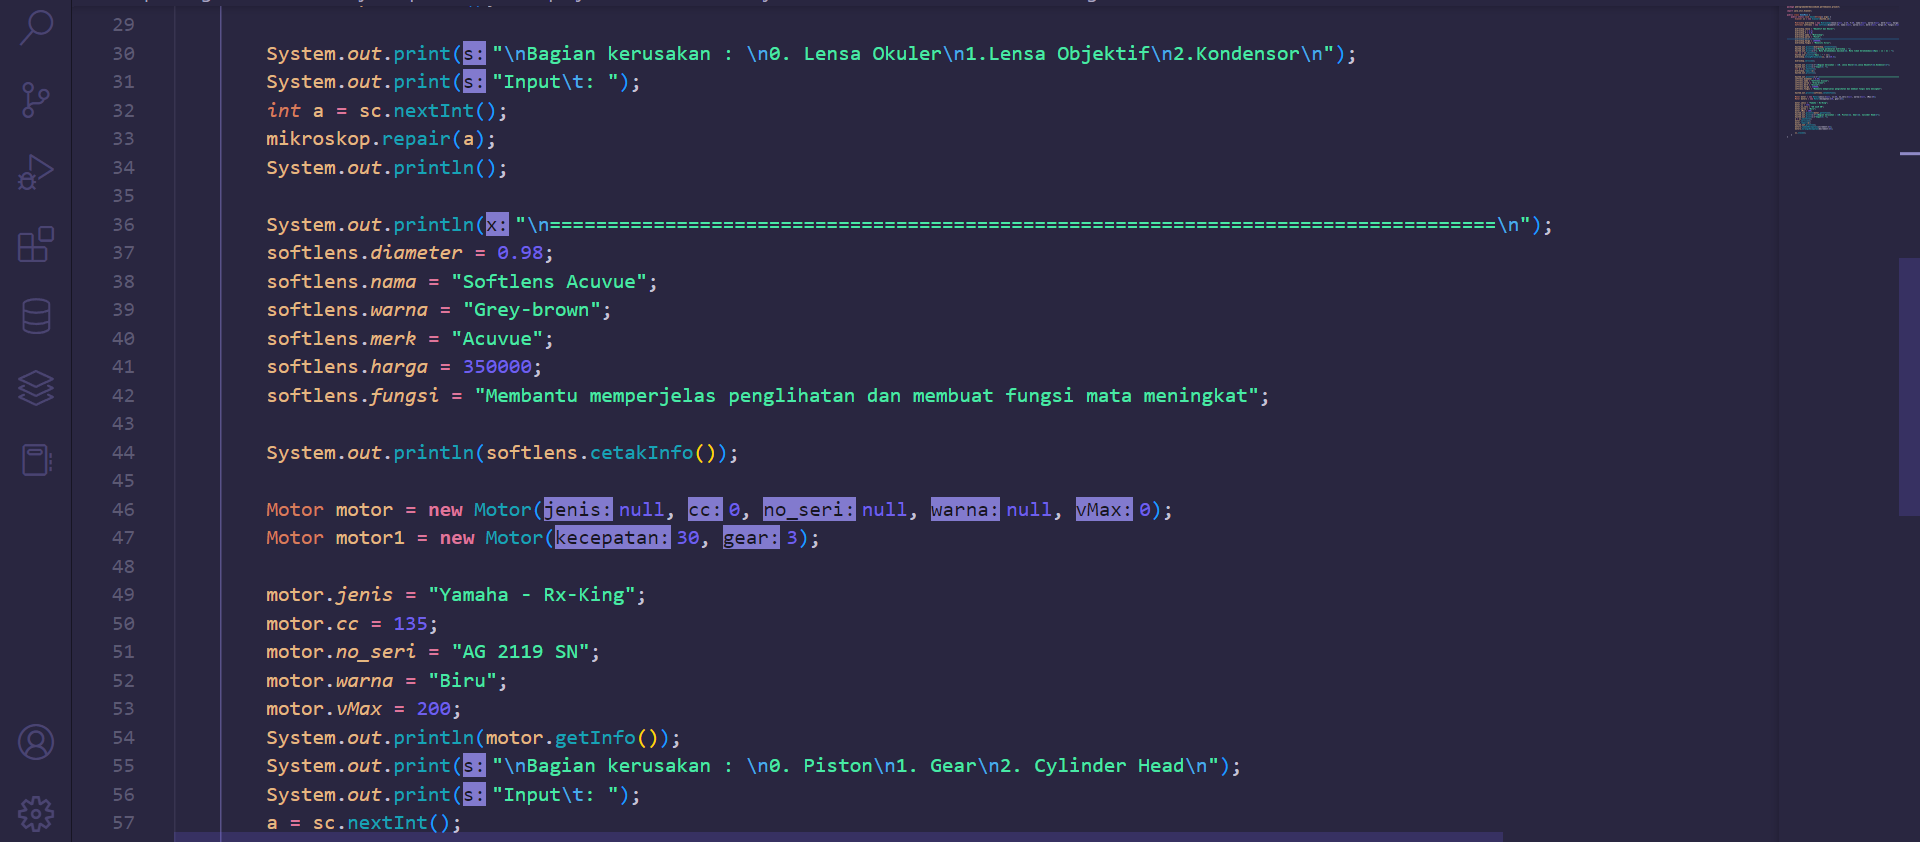 29
30 System.out.print(s: "\nBagian kerusakan : \n0. Lensa Okuler\n1.Lensa Objektif\n2.Kondensor\n");
31 System.out.print(s: "Input\t: ");
32 int a = sc.nextInt();
33 mikroskop.repair(a);
34 System.out.println();
35
36 System.out.println(x: "\n==================================================================================\n");
37 softlens.diameter = 0.98;
38 softlens.nama = "Softlens Acuvue";
39 softlens.warna = "Grey-brown";
40 softlens.merk = "Acuvue";
41 softlens.harga = 350000;
42 softlens.fungsi = "Membantu memperjelas penglihatan dan membuat fungsi mata meningkat";
43
44 System.out.println(softlens.cetakInfo());
45
46 Motor motor = new Motor(jenis: null, cc: 0, no_seri: null, warna: null, vMax: 0);
47 Motor motor1 = new Motor(kecepatan: 30, gear: 3);
48
49 motor.jenis = "Yamaha - Rx-King";
50 motor.cc = 135;
51 motor.no_seri = "AG 2119 SN";
52 motor.warna = "Biru";
53 motor.vMax = 200;
54 System.out.println(motor.getInfo());
55 System.out.print(s: "\nBagian kerusakan : \n0. Piston\n1. Gear\n2. Cylinder Head\n");
56 System.out.print(s: "Input\t: ");
57 a = sc.nextInt();